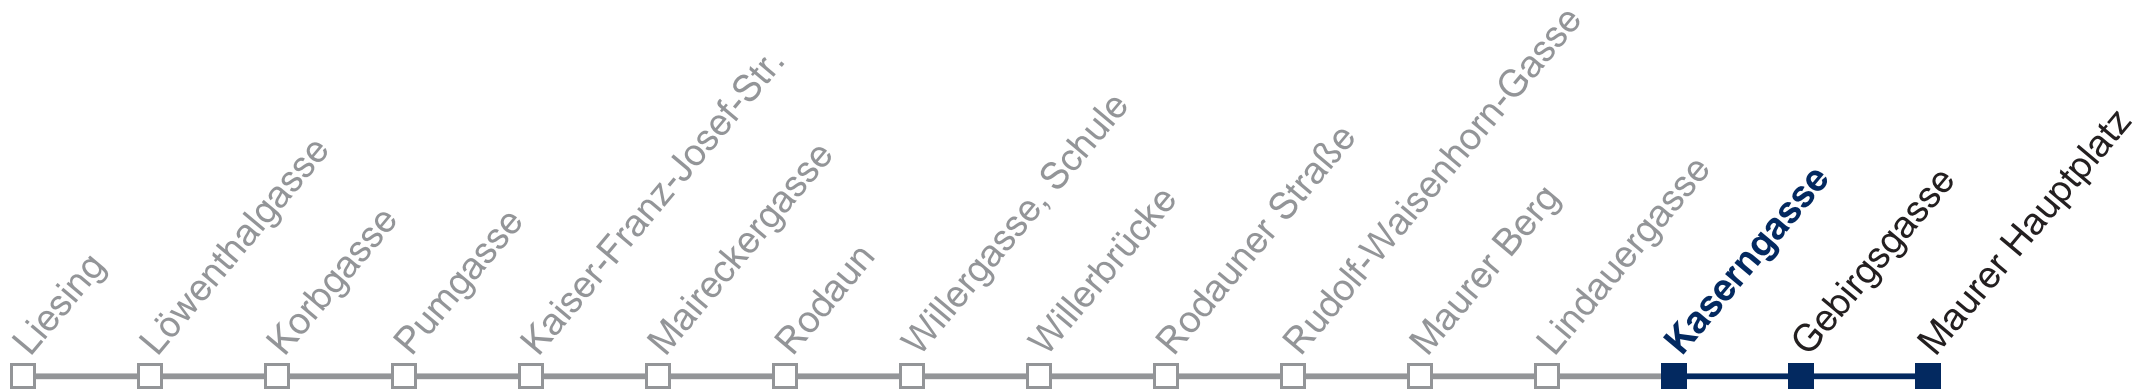 Liesing
Löwenthalgasse
Korbgasse
Pumgasse
Kaiser-Franz-Josef-Str.
Maireckergasse
Rodaun
Willergasse, Schule
Willerbrücke
Rodauner Straße
Rudolf-Waisenhorn-Gasse
Maurer Berg
Lindauergasse
Kaserngasse
Gebirgsgasse
Maurer Hauptplatz